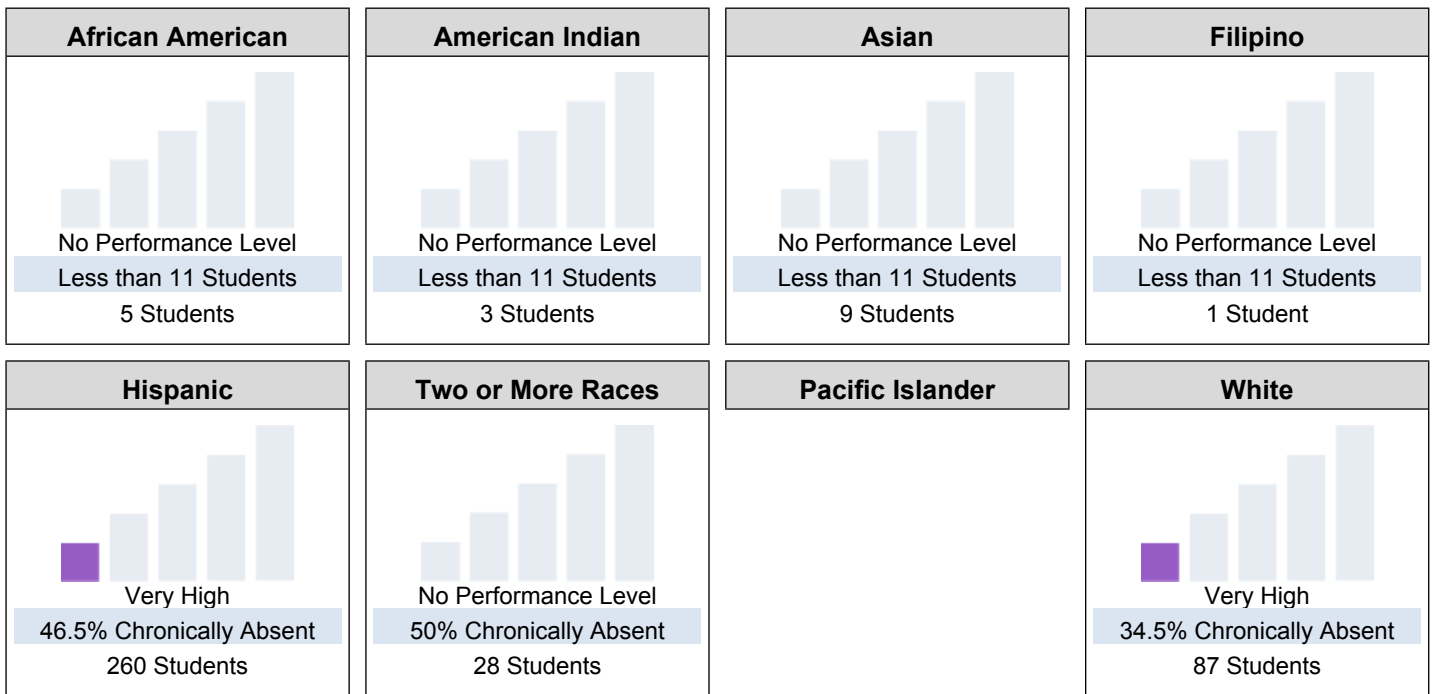 African American
No Performance Level
Less than 11 Students
5 Students
American Indian
No Performance Level
Less than 11 Students
3 Students
Asian
No Performance Level
Less than 11 Students
9 Students
Filipino
No Performance Level
Less than 11 Students
1 Student
Hispanic
Very High
46.5% Chronically Absent
260 Students
Two or More Races
No Performance Level
50% Chronically Absent
28 Students
Pacific Islander
White
Very High
34.5% Chronically Absent
87 Students